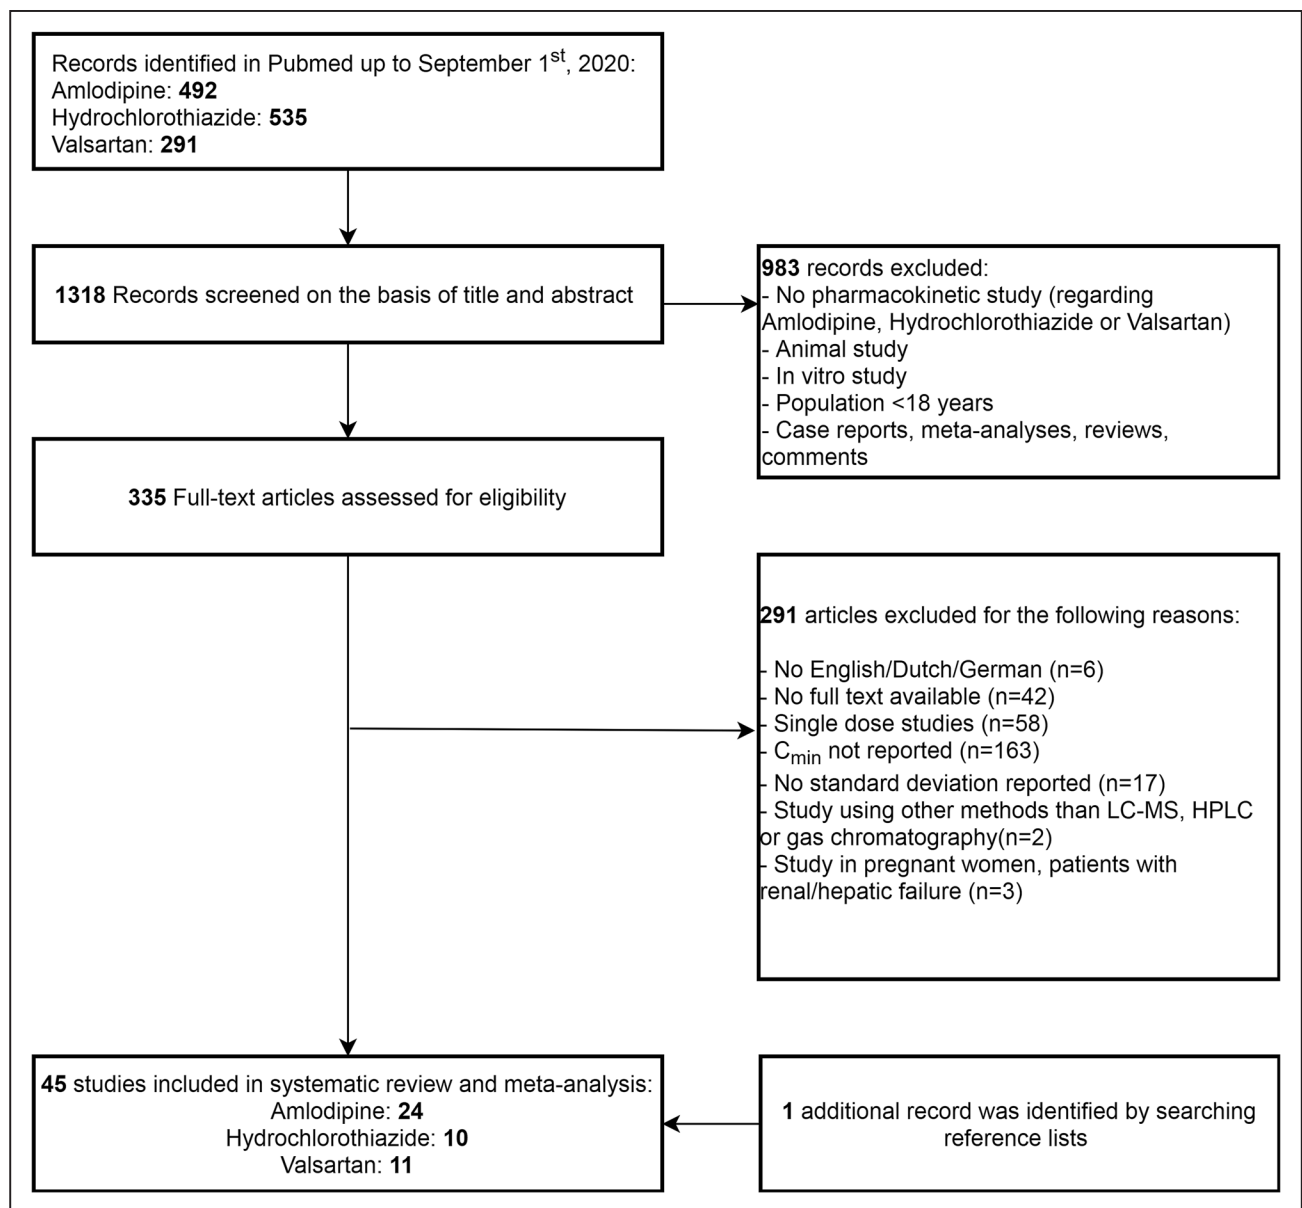 Records identified in Pubmed up to September 1st, 2020:
Amlodipine: 492
Hydrochlorothiazide: 535
Valsartan: 291
1318 Records screened on the basis of title and abstract
983 records excluded:
- No pharmacokinetic study (regarding
Amlodipine, Hydrochlorothiazide or Valsartan)
- Animal study
- In vitro study
- Population <18 years
- Case reports, meta-analyses, reviews,
comments
335 Full-text articles assessed for eligibility
291 articles excluded for the following reasons:
- No English/Dutch/German (n=6)
- No full text available (n=42)
- Single dose studies (n=58)
- Cmin not reported (n=163)
- No standard deviation reported (n=17)
- Study using other methods than LC-MS, HPLC
or gas chromatography(n=2)
- Study in pregnant women, patients with
renal/hepatic failure (n=3)
45 studies included in systematic review and meta-analysis:
Amlodipine: 24
Hydrochlorothiazide: 10
Valsartan: 11
1 additional record was identified by searching
reference lists